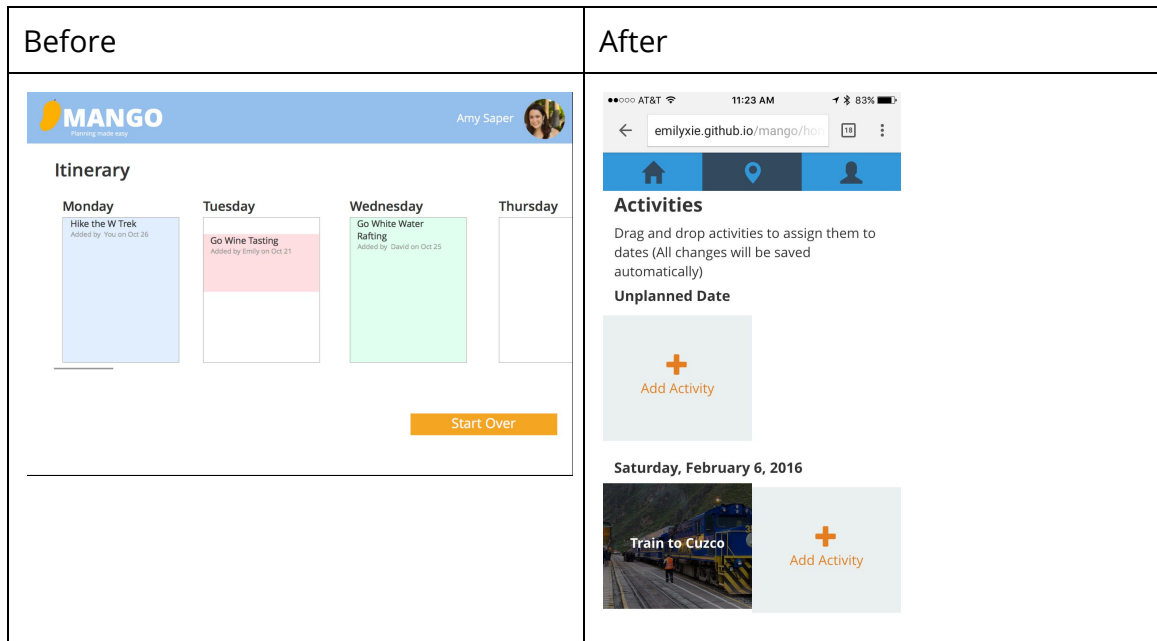 Before
After
MANGO
Planning made easy
Amy Saper
Itinerary
Monday
Tuesday
Wednesday
Thursday
Hike the W Trek
Added by You on Oct 26
Go Wine Tasting
Added by Emily on Oct 21
Go White Water
Rafting
Added by David on Oct 25
Start Over
AT&T
11:23 AM
83%
emilyxie.github.io/mango/hom
18
Activities
Drag and drop activities to assign them to
dates (All changes will be saved
automatically)
Unplanned Date
Add Activity
Saturday, February 6, 2016
Train to Cuzco
Add Activity